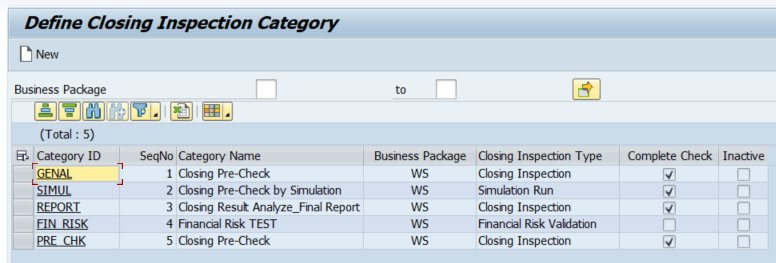 Define Closing Inspection Category
New
Business Package to
(Total : 5)
Category ID SeqNo Category Name Business Package Closing Inspection Type Complete Check Inactive
GENAL 1 Closing Pre-Check WS Closing Inspection
SIMUL 2 Closing Pre-Check by Simulation WS Simulation Run
REPORT 3 Closing Result Analyze_Final Report WS Closing Inspection
FIN_RISK 4 Financial Risk TEST WS Financial Risk Validation
PRE_CHK 5 Closing Pre-Check WS Closing Inspection